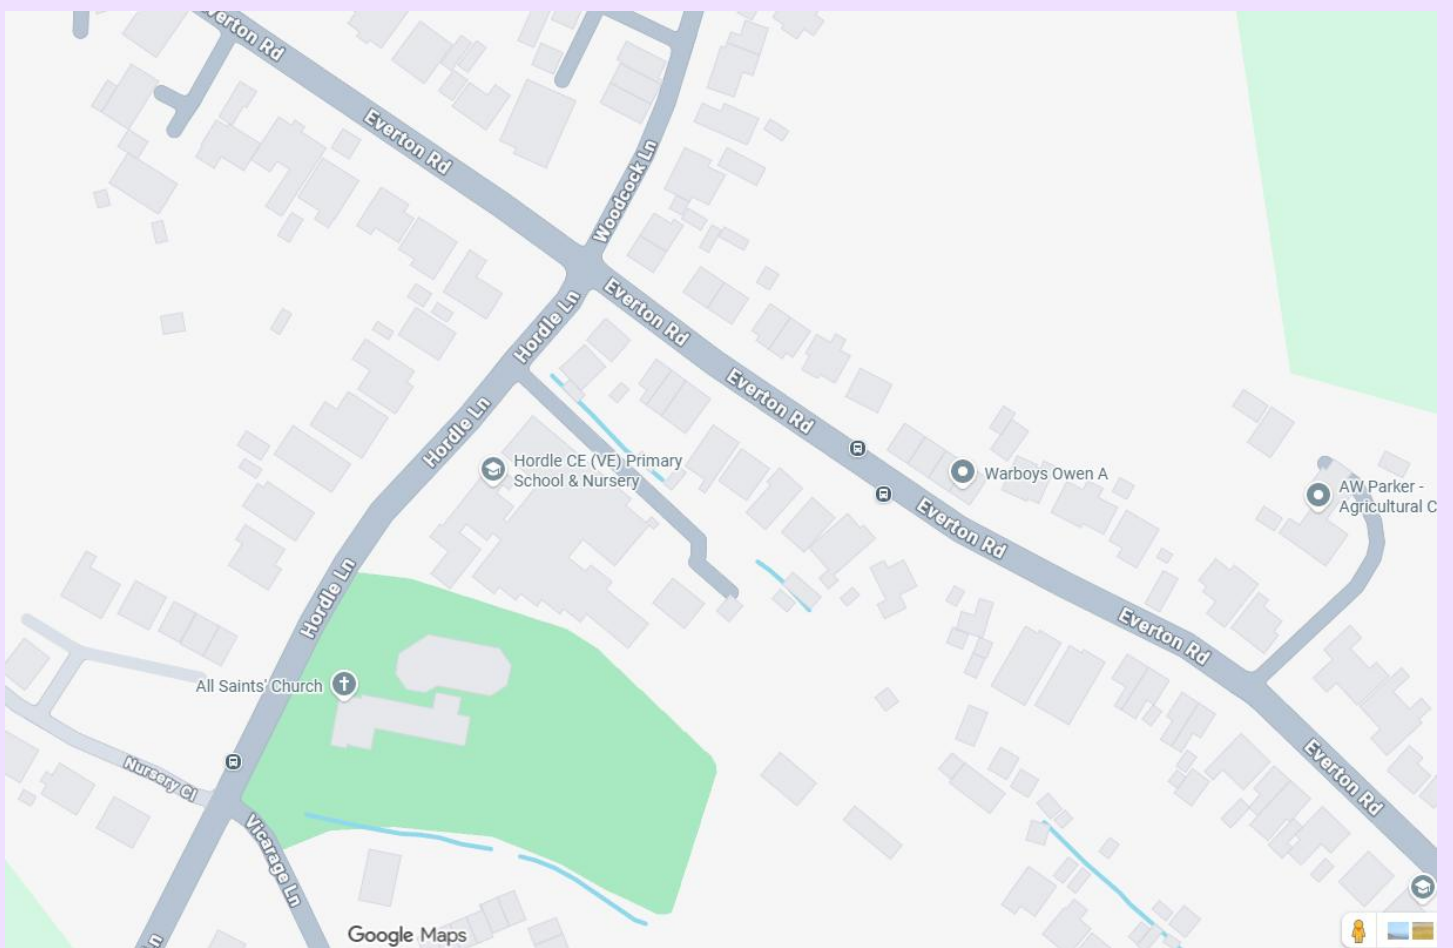 verton Rd
Everton Rd
Woodcock Ln
Everton Rd
Hordle Ln
Everton Rd
Hordle Ln
Hordle CE (VE) Primary
School & Nursery
Warboys Owen A
AW Parker -
Agricultural C
Everton Rd
Hordle Ln
Everton Rd
All Saints' Church
Nursery Cl
Everton Rd
Vicarage Ln
Google Maps